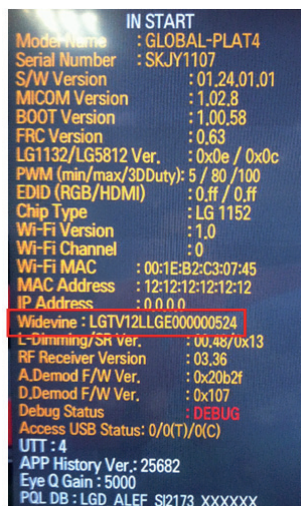 IN START
Model Name : GLOBAL-PLAT4
Serial Number : SKJY1107
S/W Version : 01.24.01.01
MICOM Version : 1.02.8
BOOT Version : 1.00.58
FRC Version : 0.63
LG1132/LG5812 Ver. : 0x0e / 0x0c
PWM (min/max/3DDuty): 5 / 80 /100
EDID (RGB/HDMI) : 0.ff / 0.ff
Chip Type : LG 1152
Wi-Fi Version : 1.0
Wi-Fi Channel : 0
Wi-Fi MAC : 00:1E:B2:C3:07:45
MAC Address : 12:12:12:12:12:12
IP Address : 0.0.0.0
Widevine : LGTV12LLGE000000524
L-Dimming/SR Ver. : 00.48/0x13
RF Receiver Version : 03.36
A.Demod F/W Ver. : 0x20b2f
D.Demod F/W Ver. : 0x107
Debug Status : DEBUG
Access USB Status: 0/0(T)/0(C)
UTT : 4
APP History Ver.: 25682
Eye Q Gain : 5000
PQL DB : LGD_ALEF_SI2173_XXXXXX